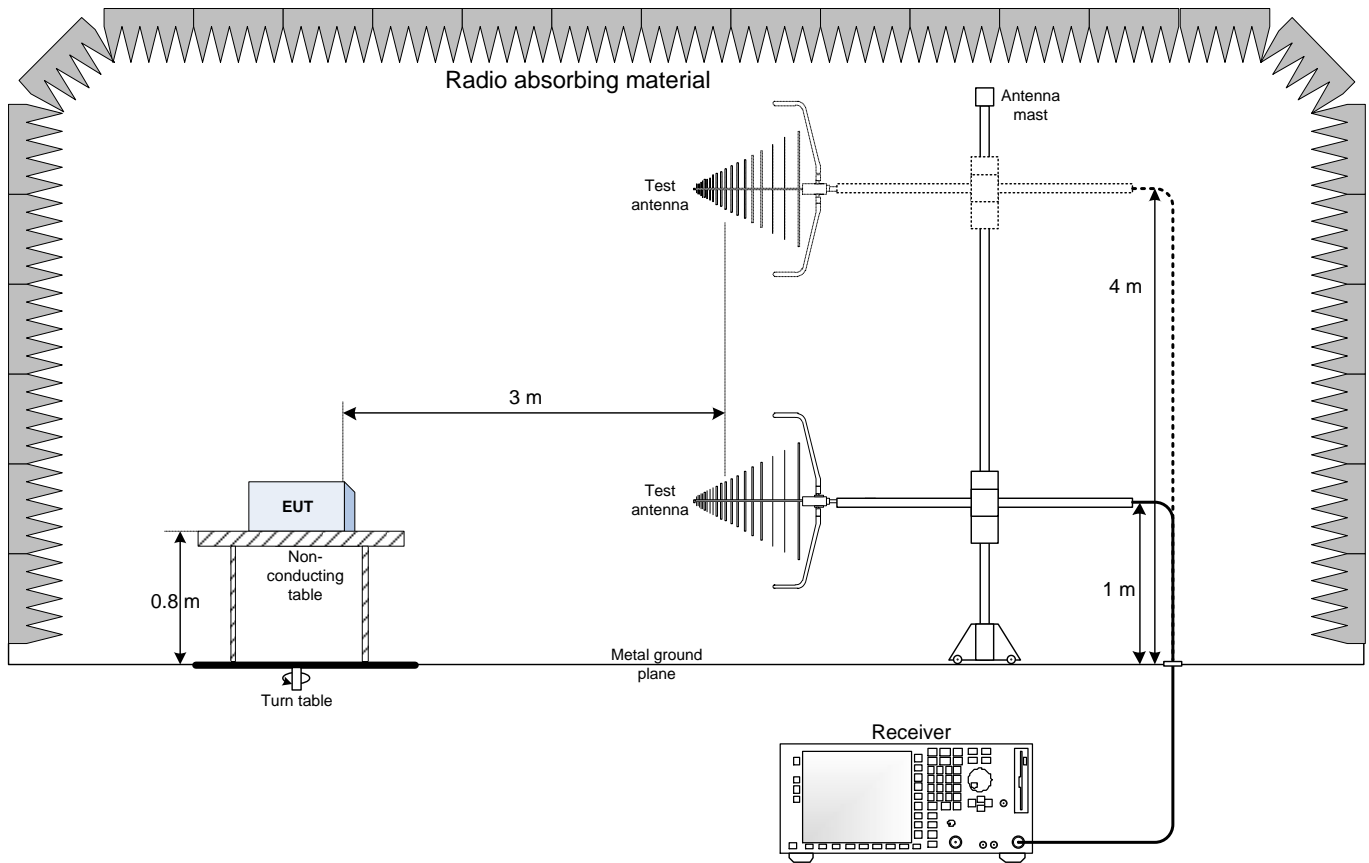 Radio absorbing material
Antenna
mast
Test
antenna
4 m
3 m
EUT
Test
antenna
Non-
conducting
table
0.8 m
1 m
Metal ground
plane
Turn table
Receiver